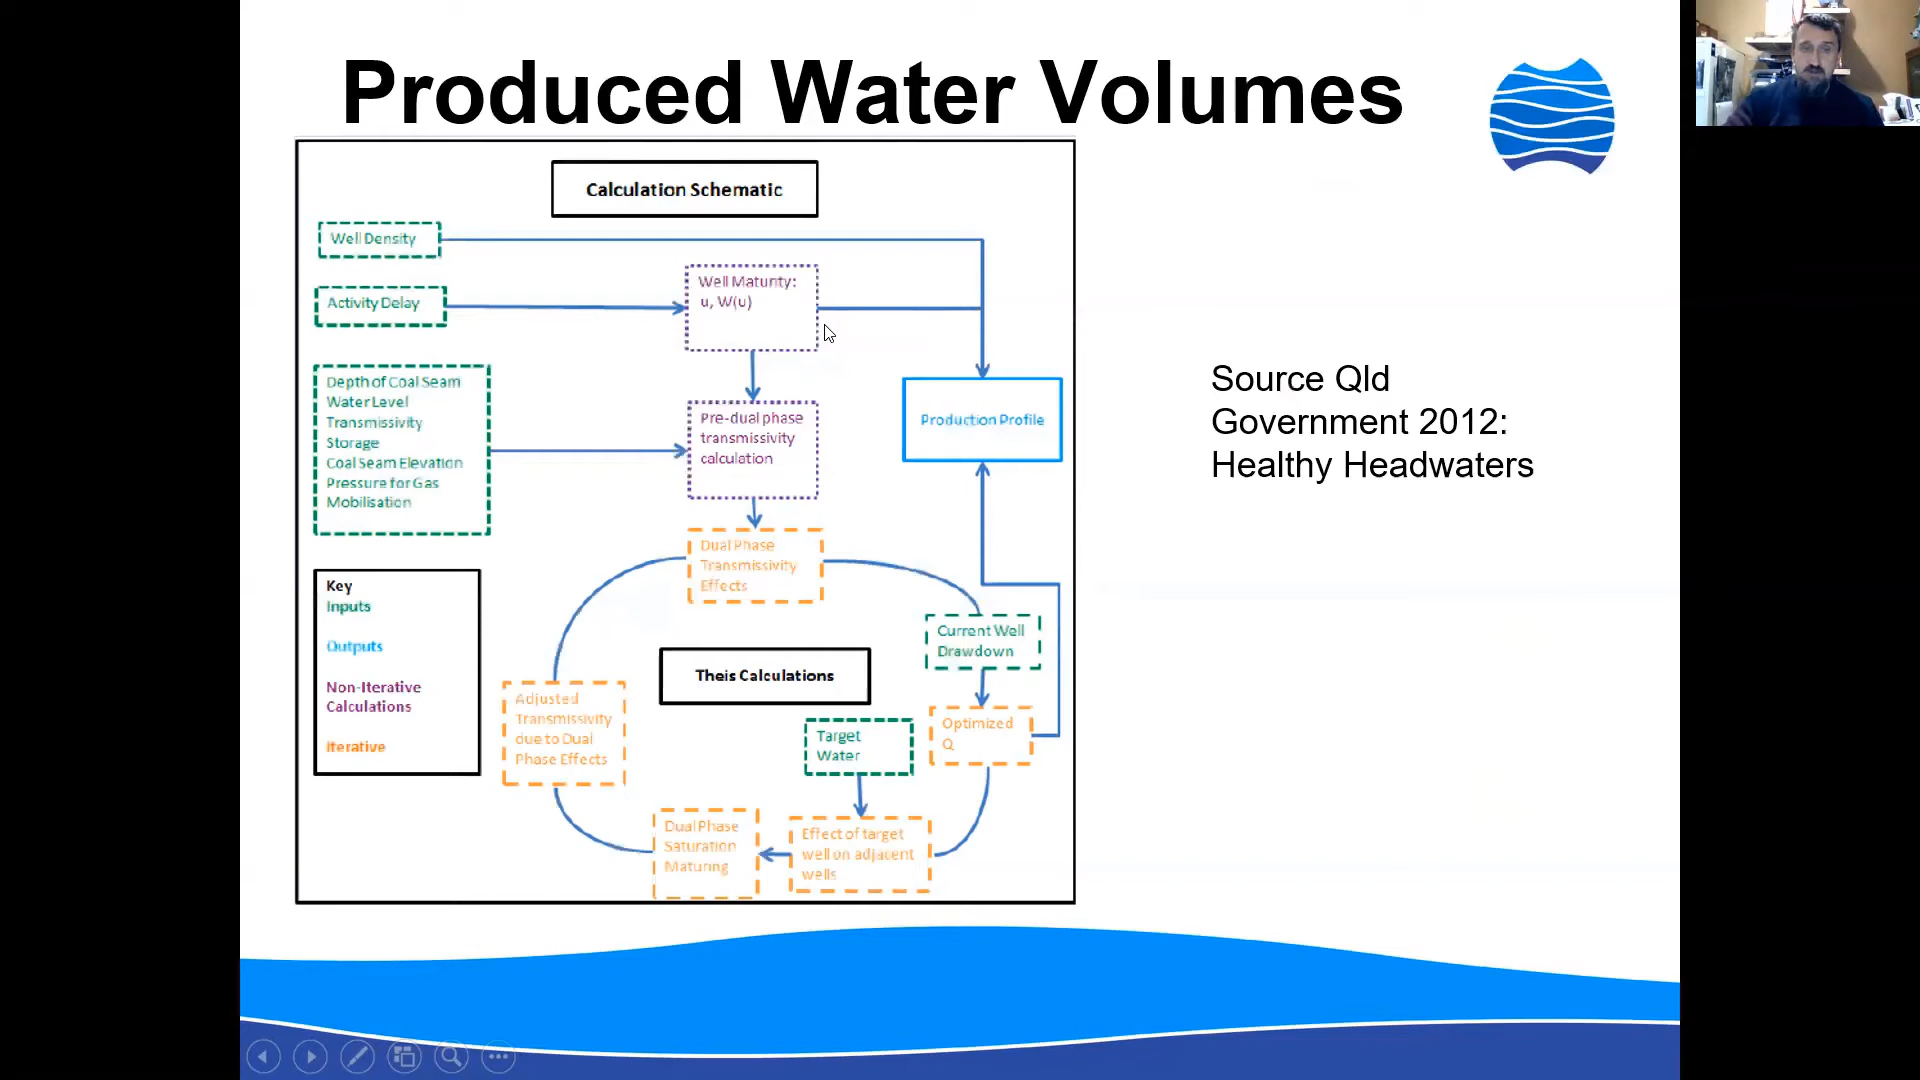 Produced Water Volumes
Calculation Schematic
Well Density
Activity Delay
Well Maturity:
u, W(u)
Depth of Coal Seam
Water Level
Transmissivity
Storage
Coal Seam Elevation
Pressure for Gas
Mobilisation
Pre-dual phase
transmissivity
calculation
Production Profile
Source Qld
Government 2012:
Healthy Headwaters
Dual Phase
Transmissivity
Effects
Key
Inputs
Outputs
Non-Iterative
Calculations
Iterative
Current Well
Drawdown
Theis Calculations
Adjusted
Transmissivity
due to Dual
Phase Effects
Target
Water
Optimized
Q
Dual Phase
Saturation
Maturing
Effect of target
well on adjacent
wells